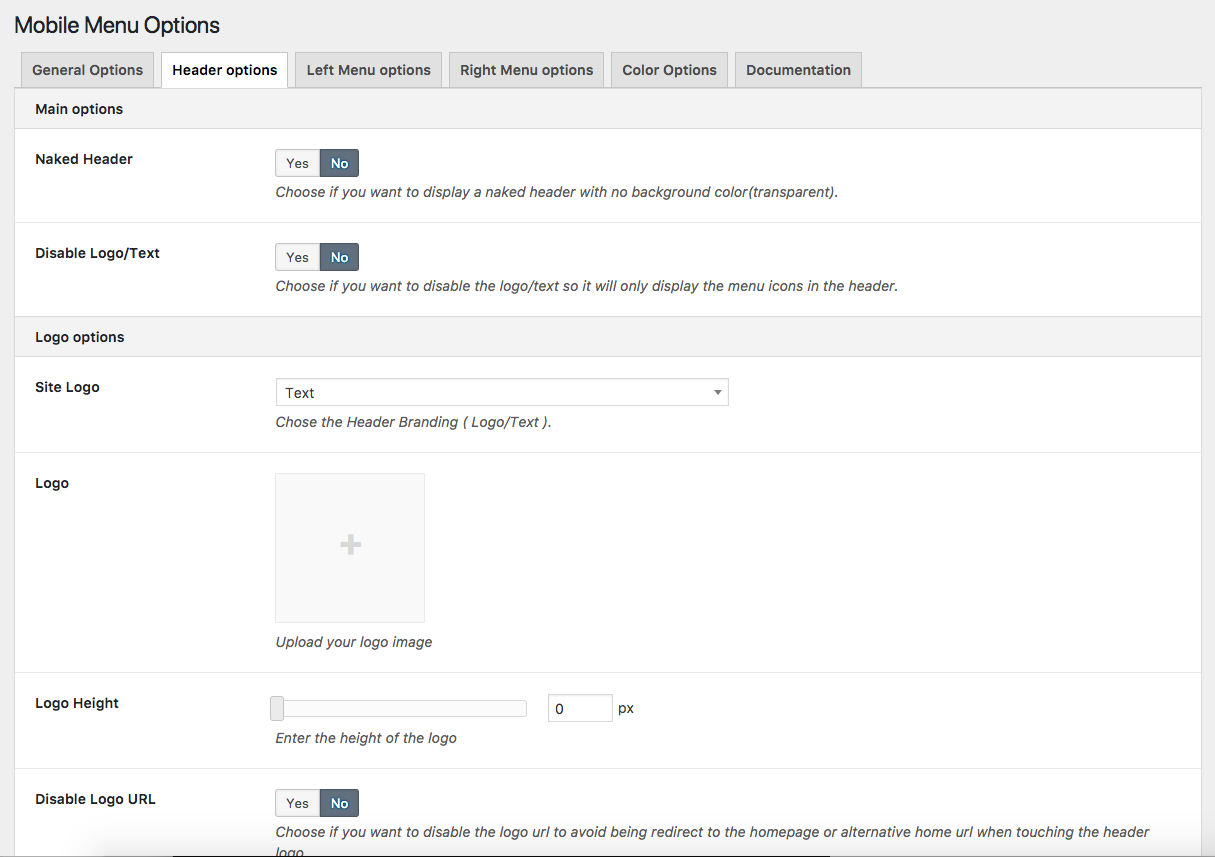 Mobile Menu Options
General Options Header options Left Menu options Right Menu options Color Options Documentation
Main options
Naked Header
Yes No
Choose if you want to display a naked header with no background color(transparent).
Disable Logo/Text
Yes No
Choose if you want to disable the logo/text so it will only display the menu icons in the header.
Logo options
Site Logo
Text
Chose the Header Branding ( Logo/Text ).
Logo
Upload your logo image
Logo Height
0 px
Enter the height of the logo
Disable Logo URL
Yes No
Choose if you want to disable the logo url to avoid being redirect to the homepage or alternative home url when touching the header
logo